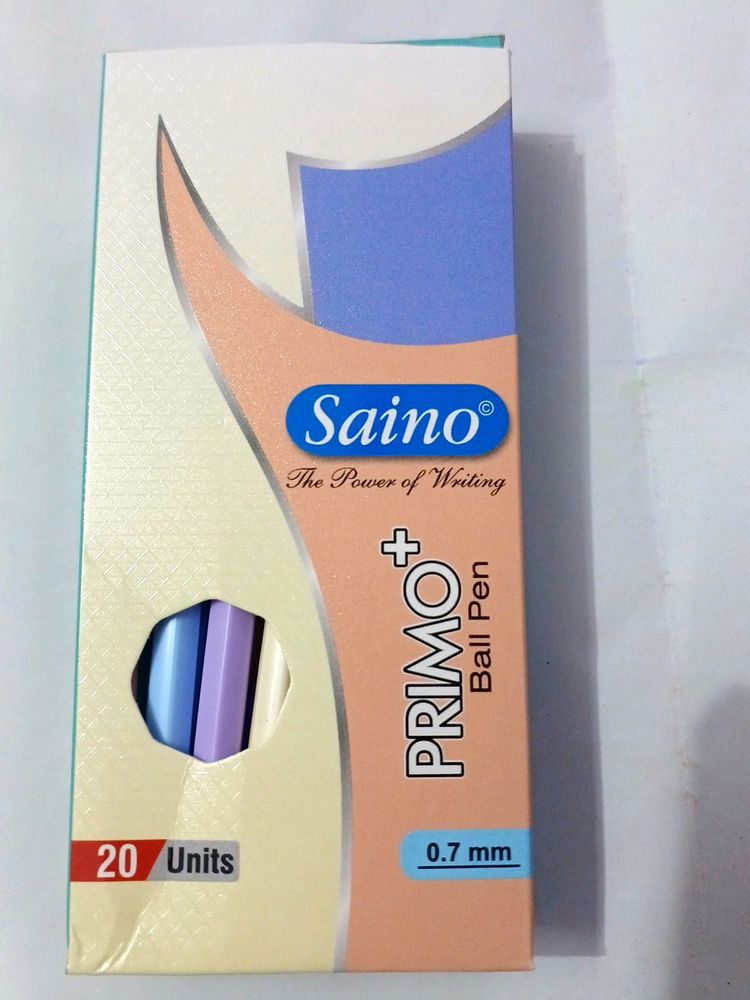 Saino©
The Power of Writing
PRIMO+
Ball Pen
20 Units
0.7 mm